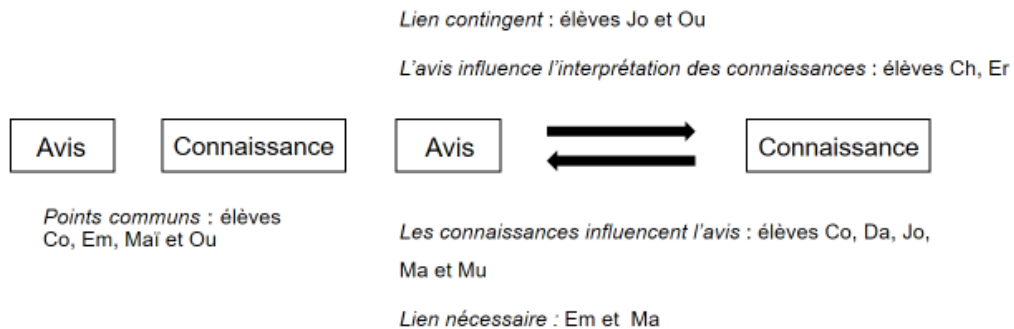 Lien contingent : élèves Jo et Ou
L'avis influence l'interprétation des connaissances : élèves Ch, Er
Avis
Connaissance
Avis
Connaissance
Points communs : élèves
Co, Em, Maï et Ou
Les connaissances influencent l'avis : élèves Co, Da, Jo,
Ma et Mu
Lien nécessaire : Em et Ma